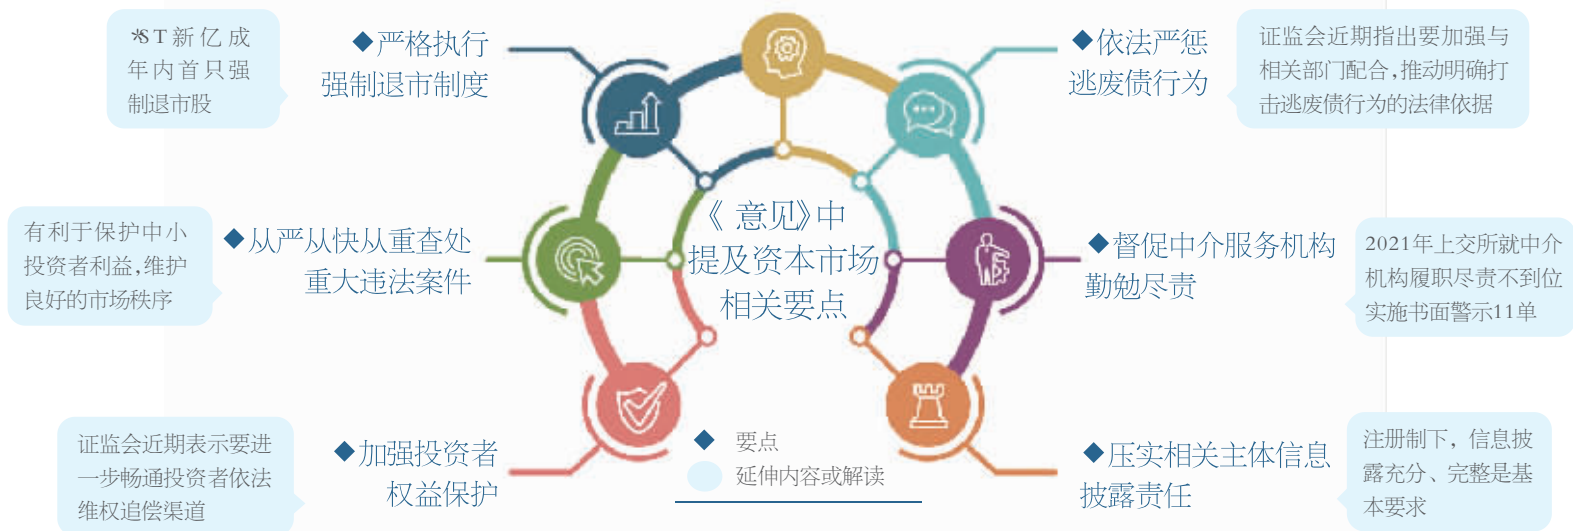 *ST新亿成
年内首只强
制退市股
◆严格执行
强制退市制度
◆依法严惩
逃废债行为
证监会近期指出要加强与
相关部门配合,推动明确打
击逃废债行为的法律依据
有利于保护中小
投资者利益,维护
良好的市场秩序
◆从严从快从重查处
重大违法案件
《意见》中
提及资本市场
相关要点
◆督促中介服务机构
勤勉尽责
2021年上交所就中介
机构履职尽责不到位
实施书面警示11单
证监会近期表示要进
一步畅通投资者依法
维权追偿渠道
◆加强投资者
权益保护
◆ 要点
延伸内容或解读
◆压实相关主体信息
披露责任
注册制下，信息披
露充分、完整是基
本要求